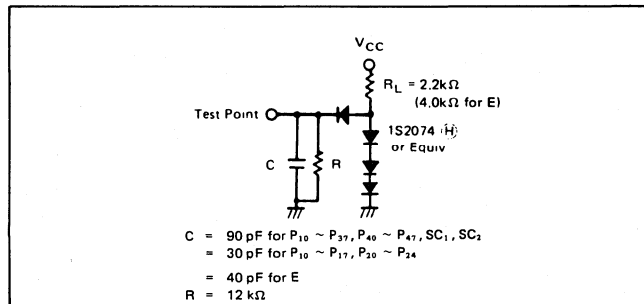 V_CC
R_L = 2.2kΩ
(4.0kΩ for E)
Test Point
1S2074 Ⓗ
or Equiv
C
R
C = 90 pF for P₁₀ ~ P₃₇, P₄₀ ~ P₄₇, SC₁, SC₂
= 30 pF for P₁₀ ~ P₁₇, P₂₀ ~ P₂₄
= 40 pF for E
R = 12 kΩ